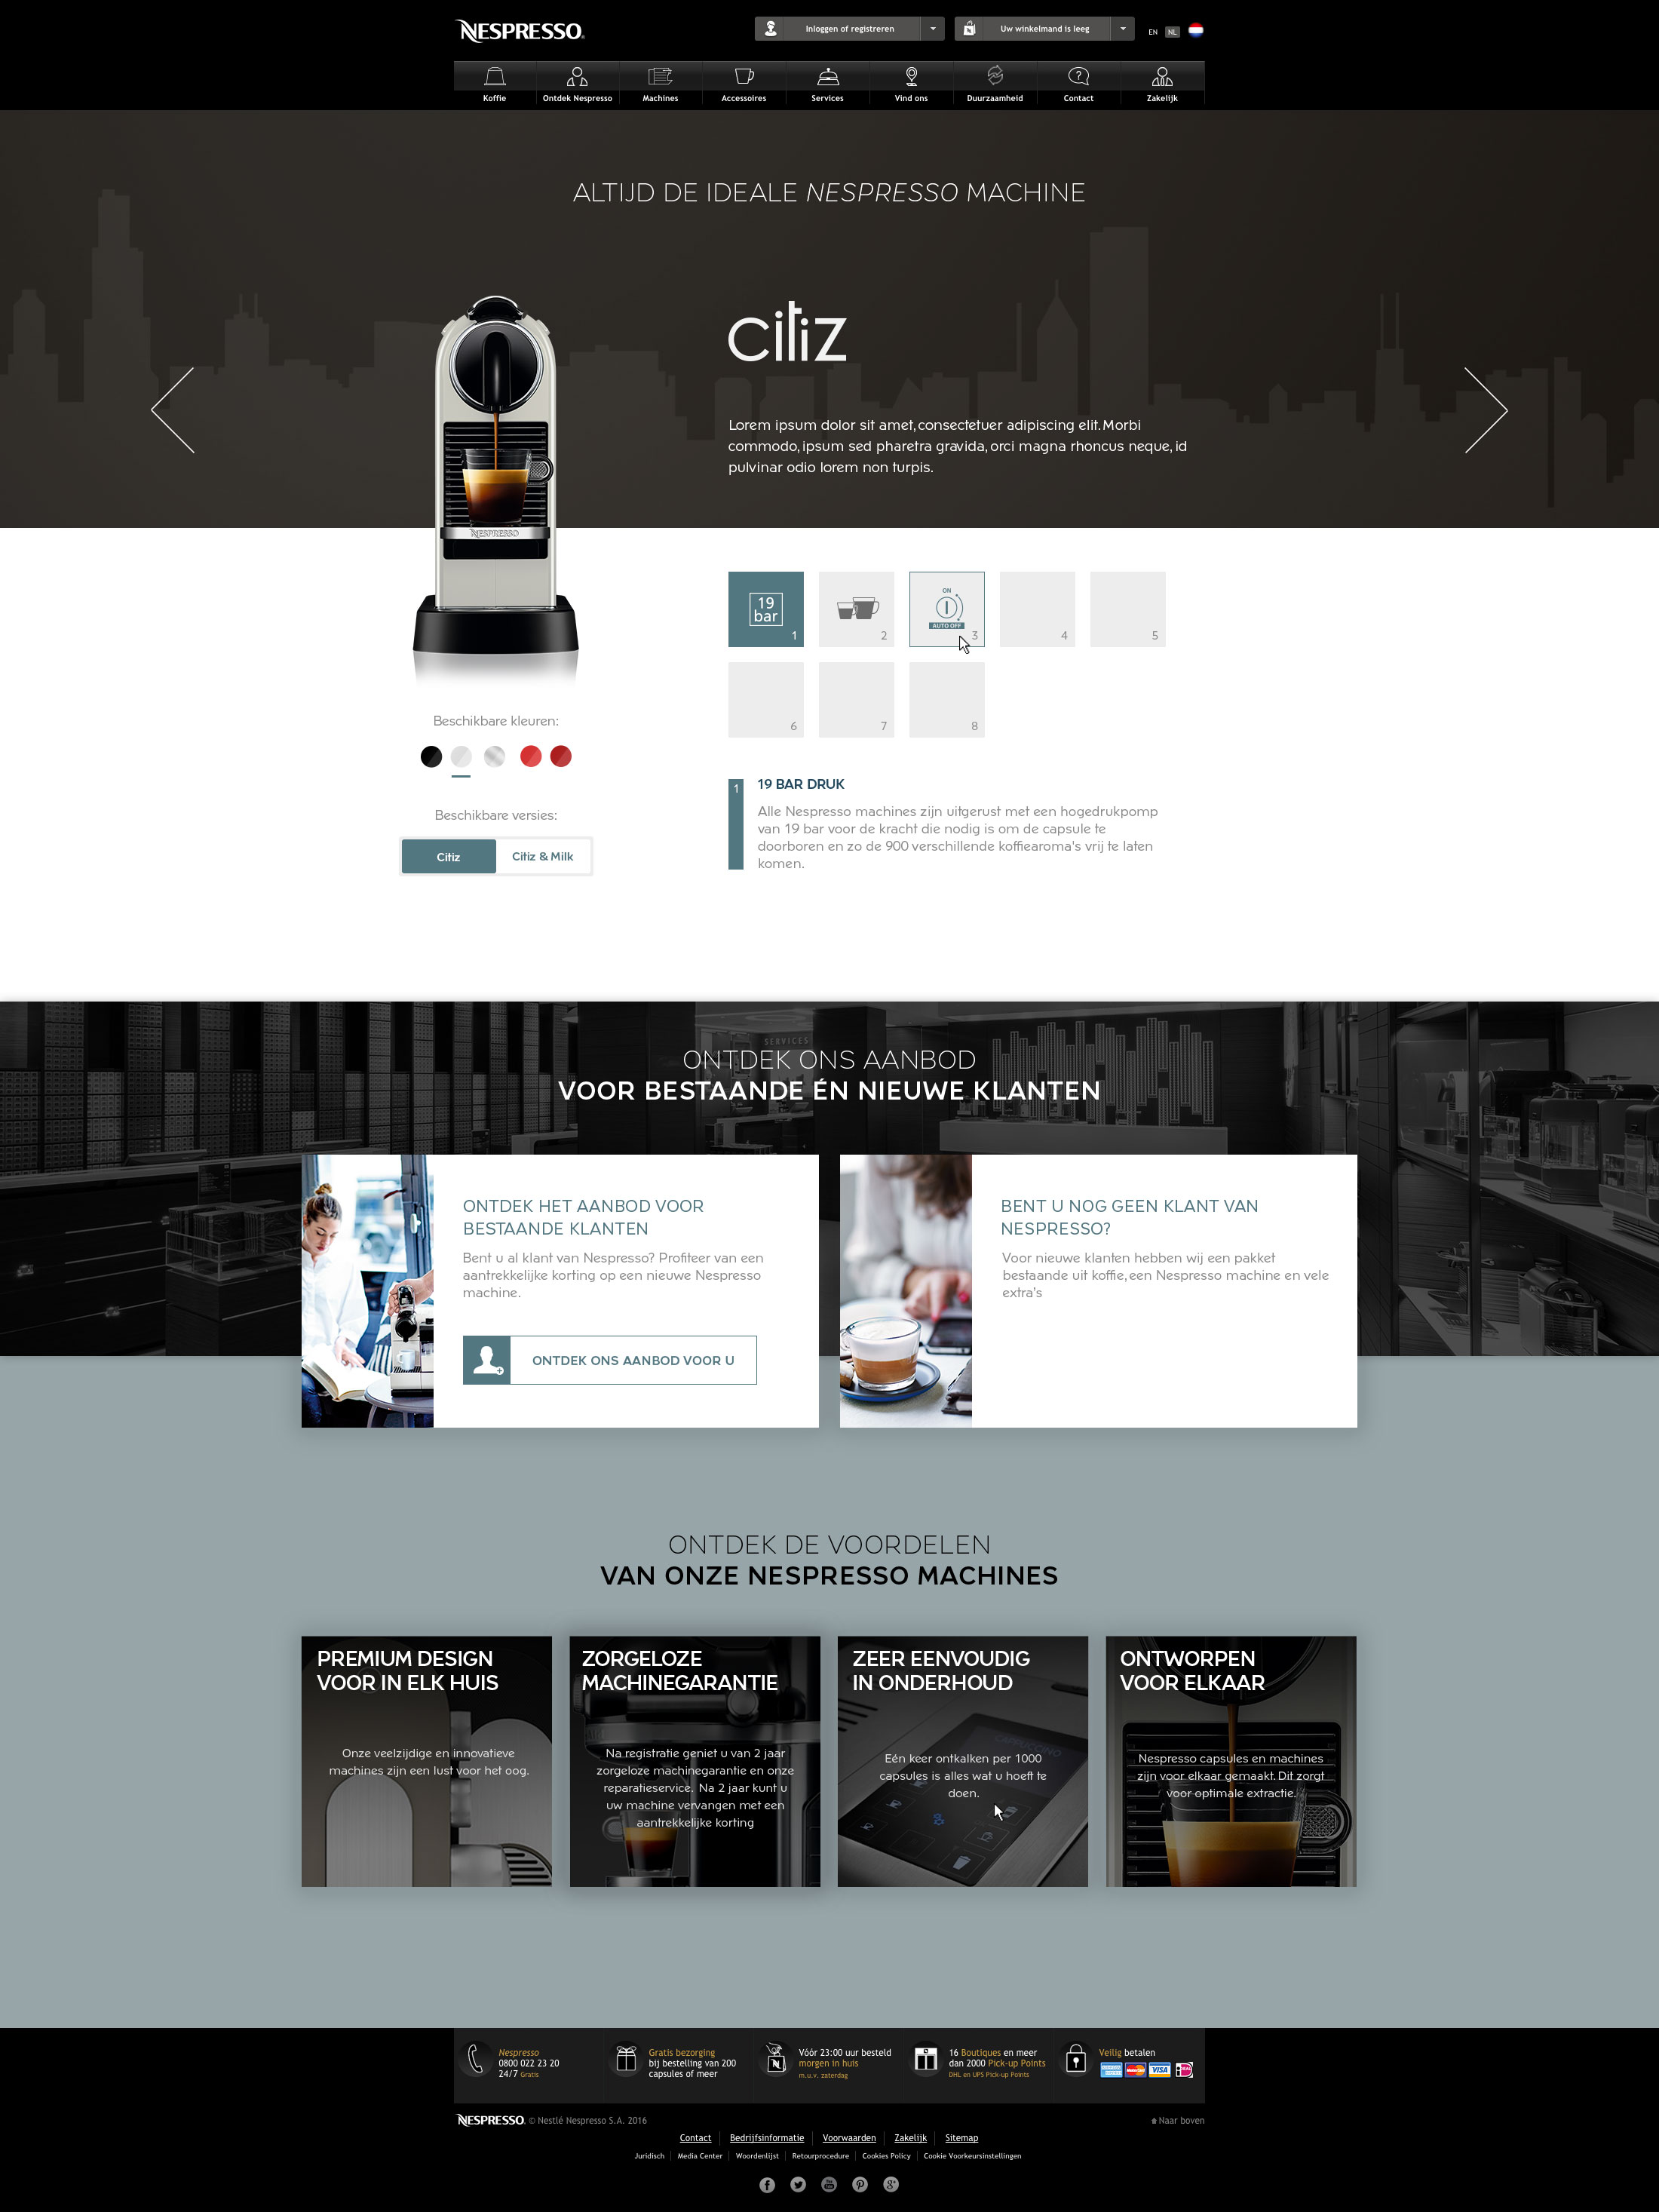 NESPRESSO
Inloggen of registreren
Uw winkelmand is leeg
EN NL
Koffie
Ontdek Nespresso
Machines
Accessoires
Services
Vind ons
Duurzaamheid
Contact
Zakelijk
ALTIJD DE IDEALE NESPRESSO MACHINE
citiz
Lorem ipsum dolor sit amet, consectetuer adipiscing elit. Morbi
commodo, ipsum sed pharetra gravida, orci magna rhoncus neque, id
pulvinar odio lorem non turpis.
NESPRESSO
19
bar
1
2
ON
AUTO OFF
3
4
5
6
7
8
Beschikbare kleuren:
Beschikbare versies:
Citiz
Citiz & Milk
1
19 BAR DRUK
Alle Nespresso machines zijn uitgerust met een hogedrukpomp
van 19 bar voor de kracht die nodig is om de capsule te
doorboren en zo de 900 verschillende koffiearoma's vrij te laten
komen.
SERVICES
ONTDEK ONS AANBOD
VOOR BESTAANDE ÉN NIEUWE KLANTEN
ONTDEK HET AANBOD VOOR
BESTAANDE KLANTEN
Bent u al klant van Nespresso? Profiteer van een
aantrekkelijke korting op een nieuwe Nespresso
machine.
ONTDEK ONS AANBOD VOOR U
BENT U NOG GEEN KLANT VAN
NESPRESSO?
Voor nieuwe klanten hebben wij een pakket
bestaande uit koffie, een Nespresso machine en vele
extra's
ONTDEK DE VOORDELEN
VAN ONZE NESPRESSO MACHINES
PREMIUM DESIGN
VOOR IN ELK HUIS
Onze veelzijdige en innovatieve
machines zijn een lust voor het oog.
ZORGELOZE
MACHINEGARANTIE
Na registratie geniet u van 2 jaar
zorgeloze machinegarantie en onze
reparatieservice. Na 2 jaar kunt u
uw machine vervangen met een
aantrekkelijke korting
ZEER EENVOUDIG
IN ONDERHOUD
CAPPUCCINO
Eén keer ontkalken per 1000
capsules is alles wat u hoeft te
doen.
ONTWORPEN
VOOR ELKAAR
Nespresso capsules en machines
zijn voor elkaar gemaakt. Dit zorgt
voor optimale extractie.
Nespresso
0800 022 23 20
24/7 Gratis
Gratis bezorging
bij bestelling van 200
capsules of meer
Vóór 23:00 uur besteld
morgen in huis
m.u.v. zaterdag
16 Boutiques en meer
dan 2000 Pick-up Points
DHL en UPS Pick-up Points
Veilig betalen
VISA
NESPRESSO. © Nestlé Nespresso S.A. 2016
Naar boven
Contact
Bedrijfsinformatie
Voorwaarden
Zakelijk
Sitemap
Juridisch
Media Center
Woordenlijst
Retourprocedure
Cookies Policy
Cookie Voorkeursinstellingen